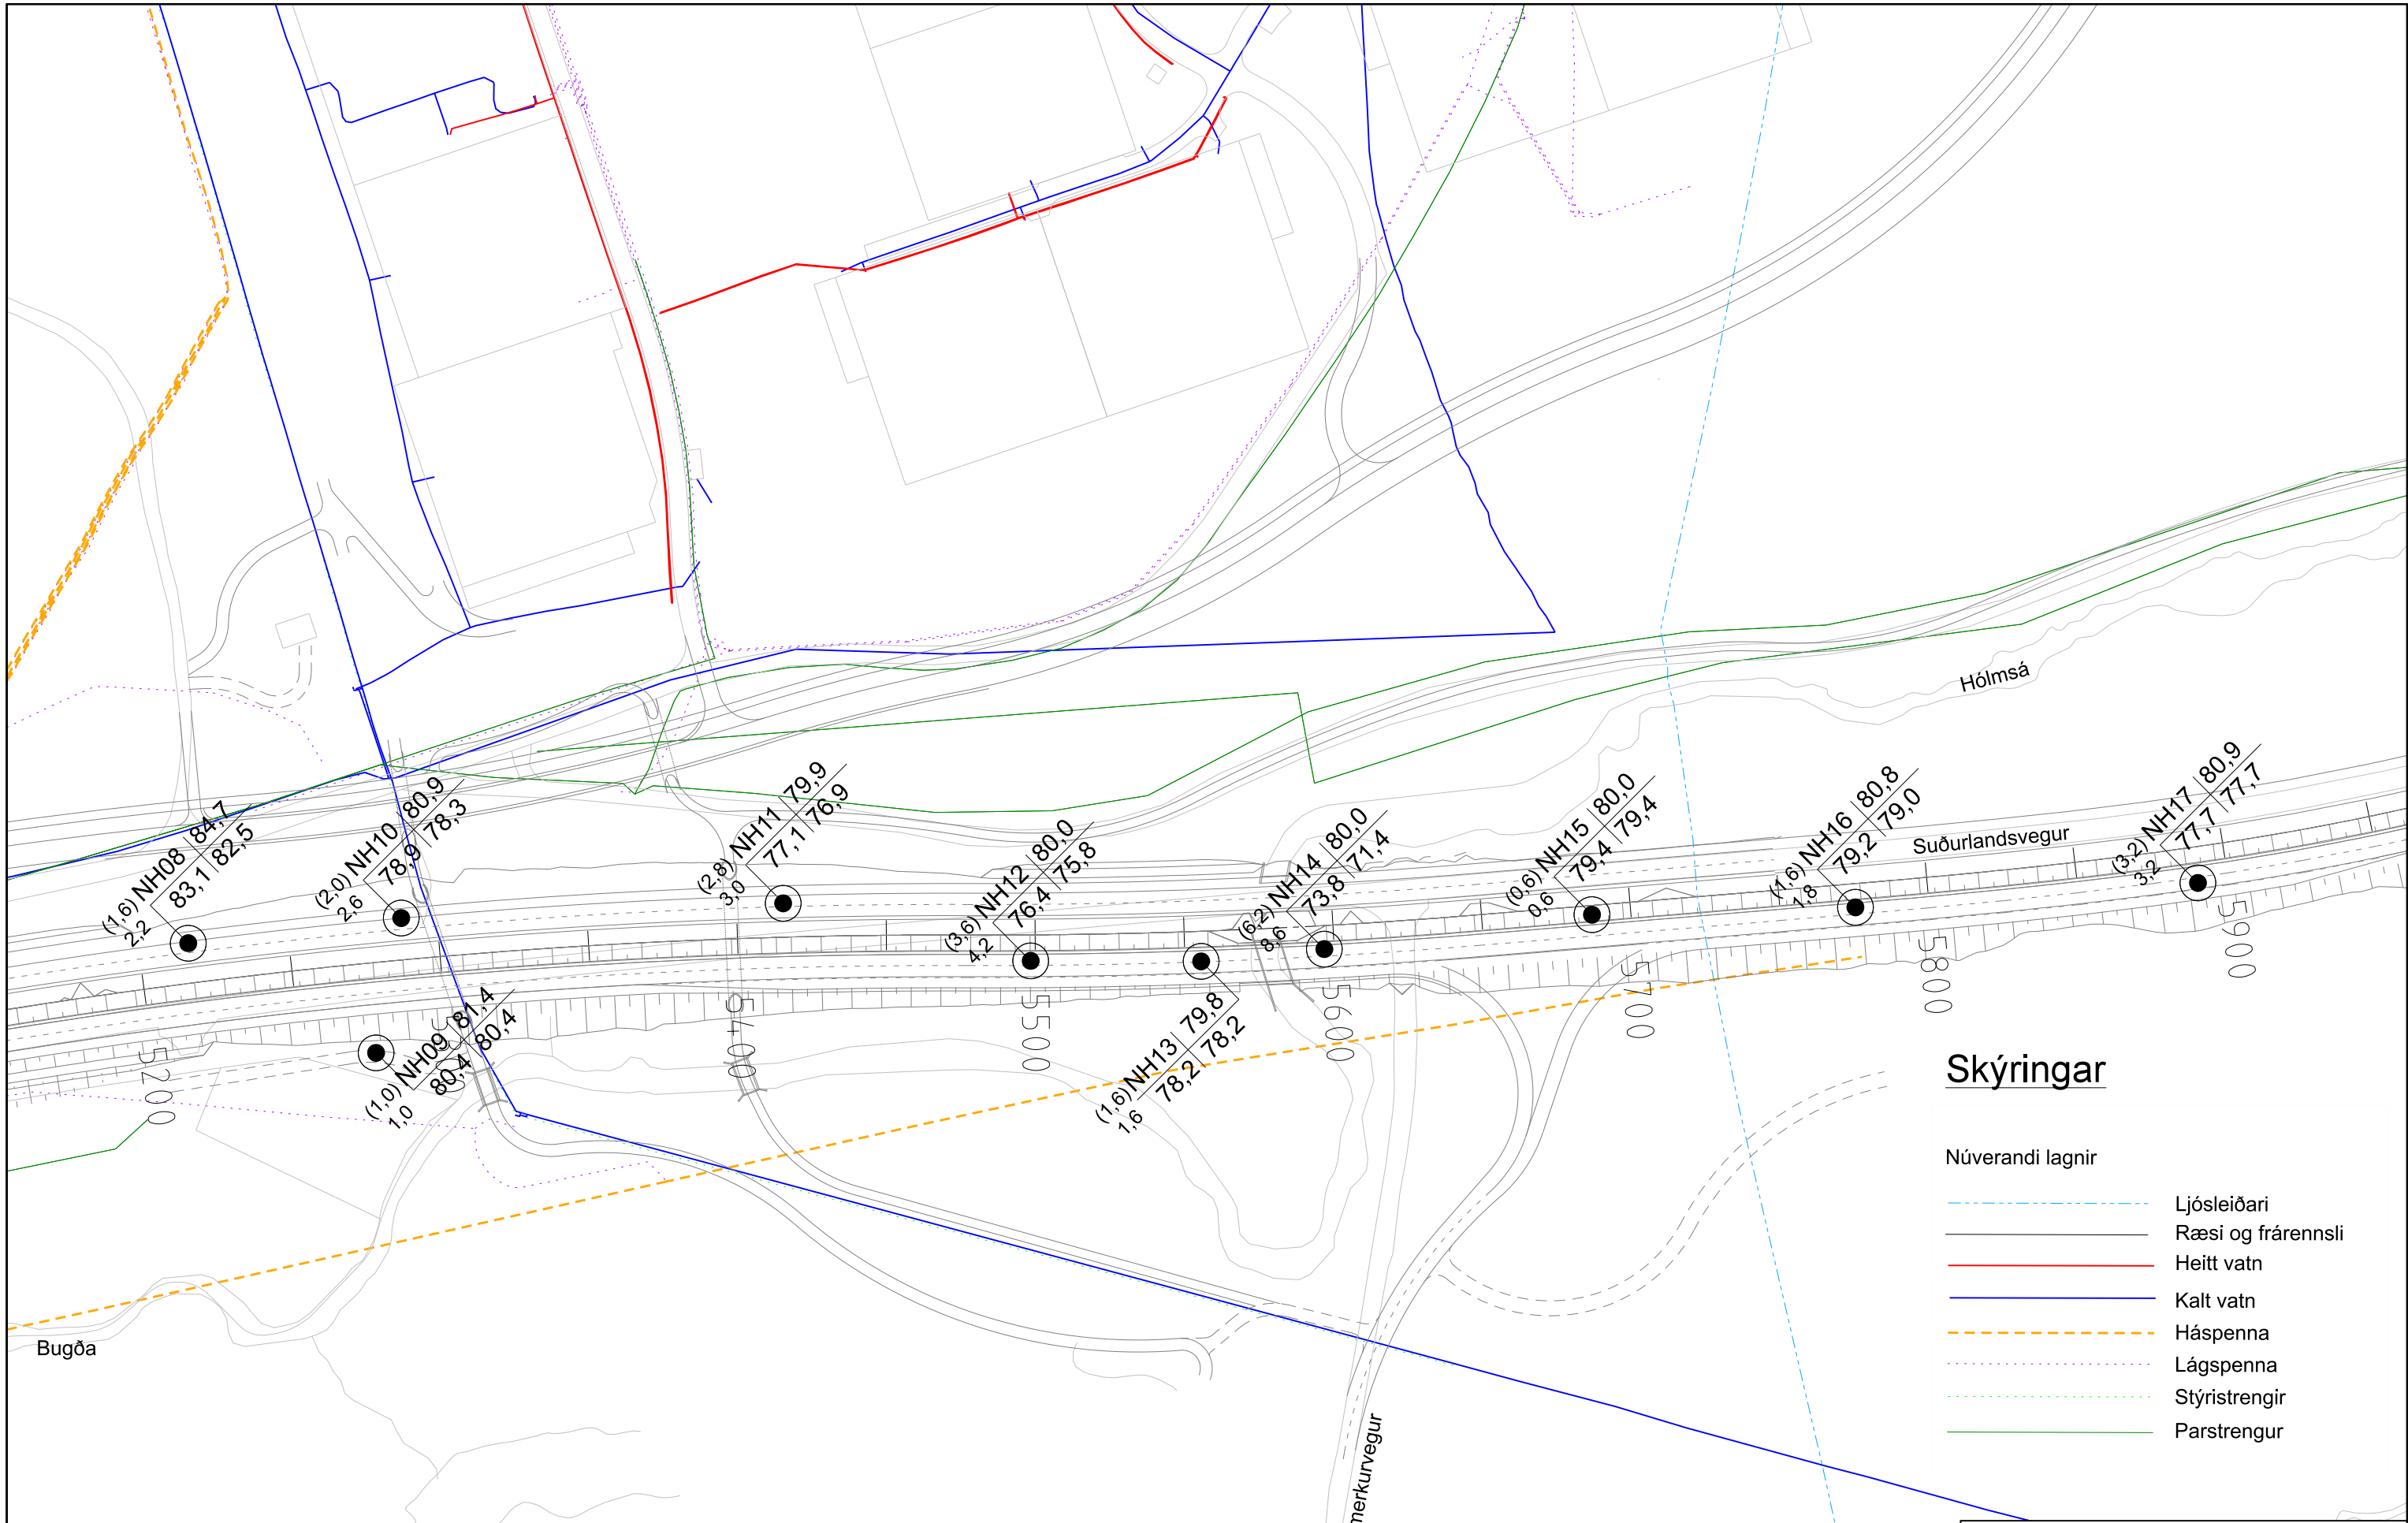 Hólmsá
(1,6) NH08 84,7
2,2 83,1 82,5
(2,0) NH10 80,9
2,6 78,9 78,3
(2,8) NH11 79,9
3,0 77,1 76,9
(3,6) NH12 80,0
4,2 76,4 75,8
(6,2) NH14 80,0
8,6 73,8 71,4
(0,6) NH15 80,0
0,6 79,4 79,4
(1,6) NH16 80,8
1,8 79,2 79,0
Suðurlandsvegur
(3,2) NH17 80,9
3,2 77,7 77,7
(1,0) NH09 81,4
1,0 80,4 80,4
(1,6) NH13 79,8
1,6 78,2 78,2
5200
5400
5500
5600
5700
5800
5900
Bugða
merkurvegur
Skýringar
Núverandi lagnir
Ljósleiðari
Ræsi og frárennsli
Heitt vatn
Kalt vatn
Háspenna
Lágspenna
Stýristrengir
Parstrengur